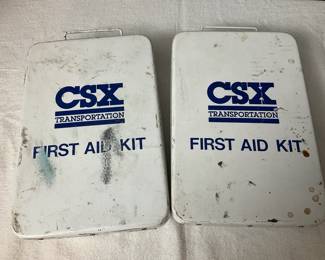 CSX
TRANSPORTATION
FIRST AID KIT
CSX
TRANSPORTATION
FIRST AID KIT